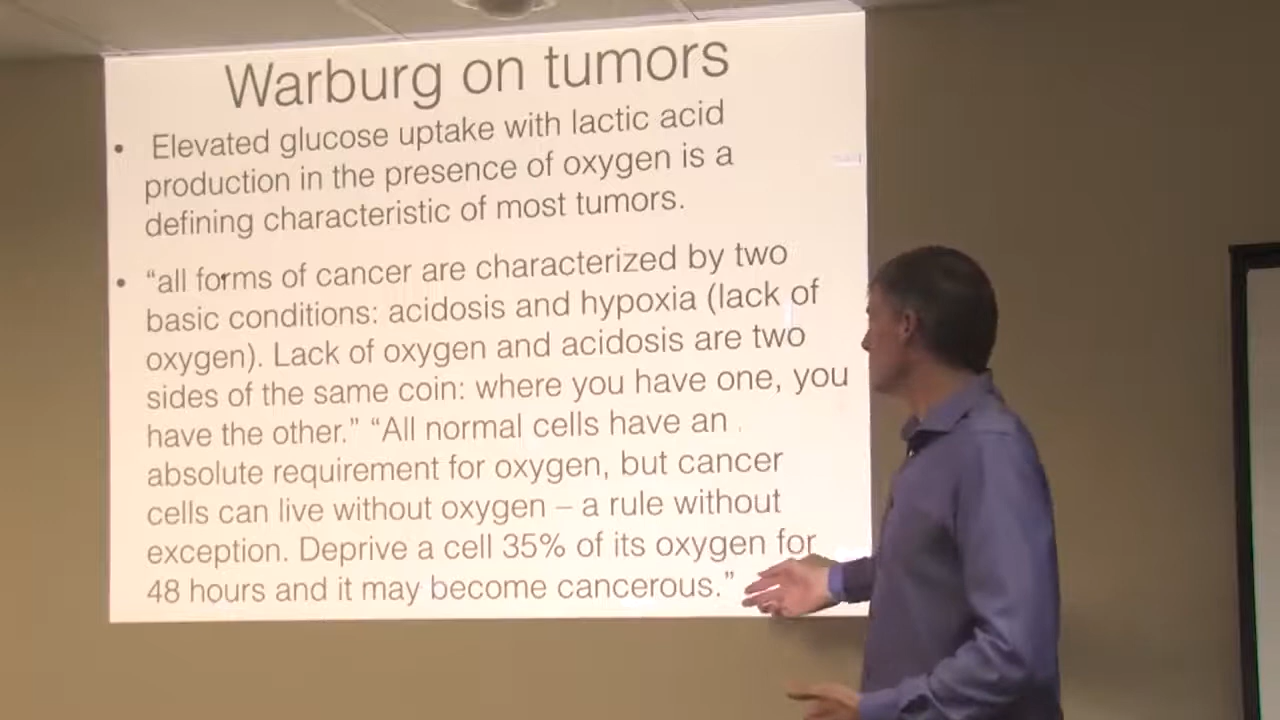 Warburg on tumors
• Elevated glucose uptake with lactic acid
production in the presence of oxygen is a
defining characteristic of most tumors.
• “all forms of cancer are characterized by two
basic conditions: acidosis and hypoxia (lack of
oxygen). Lack of oxygen and acidosis are two
sides of the same coin: where you have one, you
have the other.” “All normal cells have an
absolute requirement for oxygen, but cancer
cells can live without oxygen – a rule without
exception. Deprive a cell 35% of its oxygen for
48 hours and it may become cancerous.”